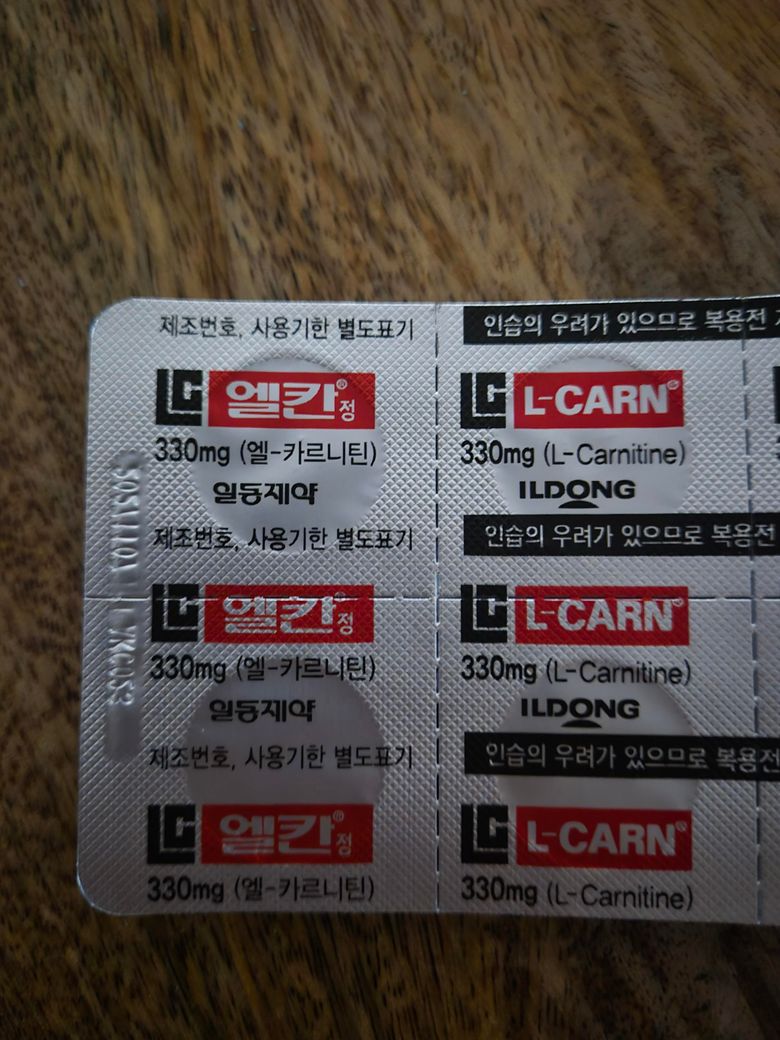 제조번호, 사용기한 별도표기
인습의 우려가 있으므로 복용전
LC 엘칸® 정
L-CARN®
330mg (엘-카르니틴)
330mg (L-Carnitine)
일동제약
ILDONG
제조번호, 사용기한 별도표기
인습의 우려가 있으므로 복용전
LC 엘칸® 정
LC L-CARN®
330mg (엘-카르니틴)
330mg (L-Carnitine)
일동제약
ILDONG
제조번호, 사용기한 별도표기
인습의 우려가 있으므로 복용전
LC 엘칸® 정
LC L-CARN®
330mg (엘-카르니틴)
330mg (L-Carnitine)